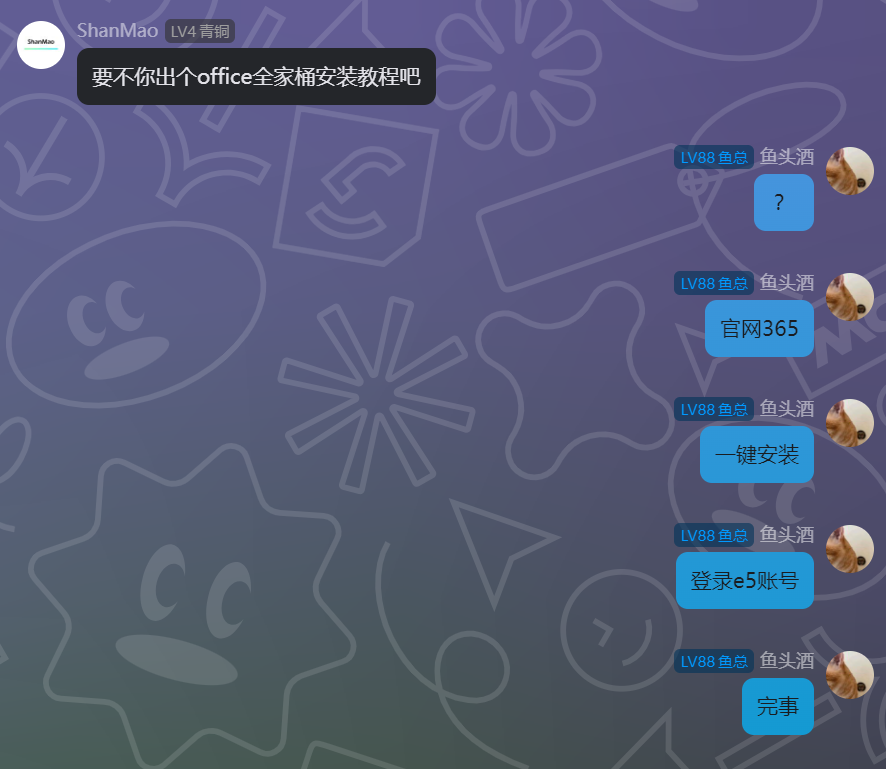 ShanMao LV4 青铜
ShanMao
要不你出个office全家桶安装教程吧
LV88 鱼总 鱼头酒
?
LV88 鱼总 鱼头酒
官网365
LV88 鱼总 鱼头酒
一键安装
LV88 鱼总 鱼头酒
登录e5账号
LV88 鱼总 鱼头酒
完事